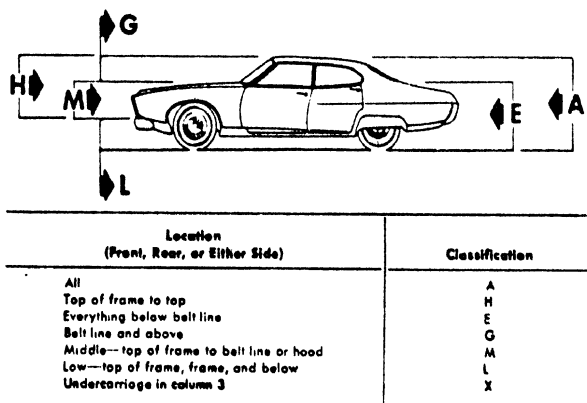 G
H
M
E
A
L
Location
(Front, Rear, or Either Side)
Classification
All A
Top of frame to top H
Everything below belt line E
Belt line and above G
Middle—top of frame to belt line or hood M
Low—top of frame, frame, and below L
Undercarriage in column 3 X